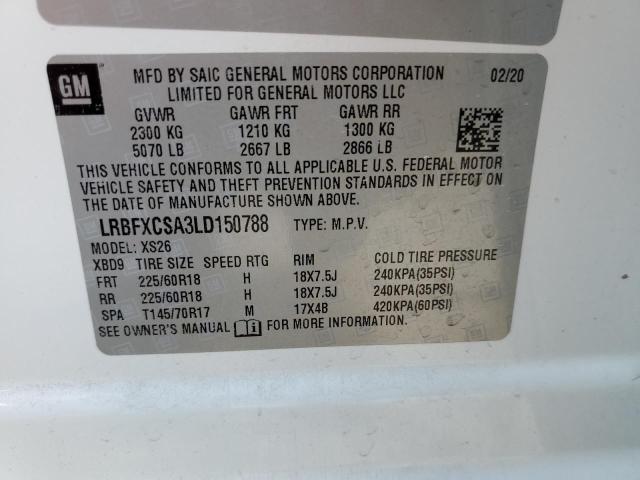 GM
MFD BY SAIC GENERAL MOTORS CORPORATION 02/20
LIMITED FOR GENERAL MOTORS LLC
GVWR GAWR FRT GAWR RR
2300 KG 1210 KG 1300 KG
5070 LB 2667 LB 2866 LB
THIS VEHICLE CONFORMS TO ALL APPLICABLE U.S. FEDERAL MOTOR
VEHICLE SAFETY AND THEFT PREVENTION STANDARDS IN EFFECT ON
THE DATE OF MANUFACTURE SHOWN ABOVE.
LRBFXCSA3LD150788 TYPE: M.P.V.
MODEL: XS26
XBD9 TIRE SIZE SPEED RTG RIM COLD TIRE PRESSURE
FRT 225/60R18 H 18X7.5J 240KPA(35PSI)
RR 225/60R18 H 18X7.5J 240KPA(35PSI)
SPA T145/70R17 M 17X4B 420KPA(60PSI)
SEE OWNER'S MANUAL FOR MORE INFORMATION.